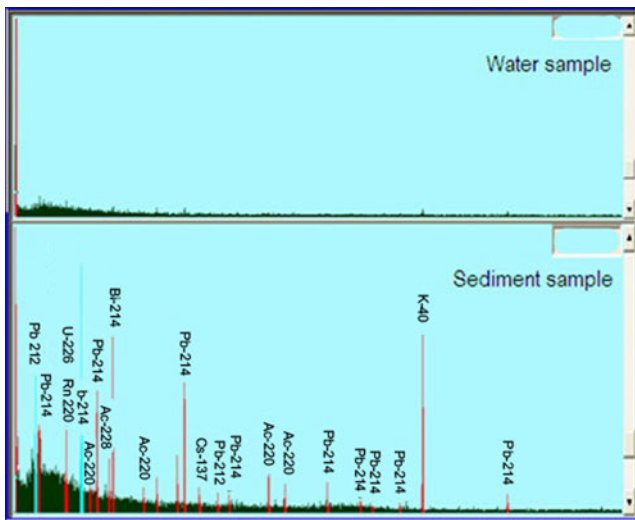 Water sample
Sediment sample
Pb 212
Pb-214
U-226
Rn 220
b-214
Ac-220
Pb-214
Ac-228
Bi-214
Ac-220
Pb-214
Cs-137
Pb-212
Pb-214
Ac-220
Ac-220
Pb-214
Pb-214
Pb-214
Pb-214
K-40
Pb-214